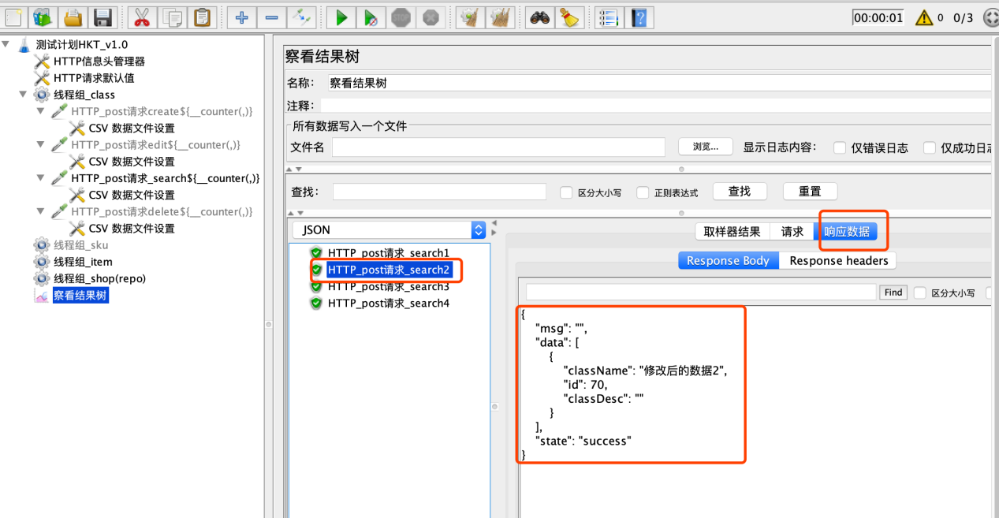 STOP
00:00:01
0
0/3
测试计划HKT_v1.0
HTTP信息头管理器
HTTP请求默认值
线程组_class
HTTP_post请求create${__counter(,)}
CSV 数据文件设置
HTTP_post请求edit${__counter(,)}
CSV 数据文件设置
HTTP_post请求_search${__counter(,)}
CSV 数据文件设置
HTTP_post请求delete${__counter(,)}
CSV 数据文件设置
线程组_sku
线程组_item
线程组_shop(repo)
察看结果树
察看结果树
名称： 察看结果树
注释：
所有数据写入一个文件
文件名 浏览... 显示日志内容： 仅错误日志 仅成功日志
查找： 区分大小写 正则表达式 查找 重置
JSON
HTTP_post请求_search1
HTTP_post请求_search2
HTTP_post请求_search3
HTTP_post请求_search4
取样器结果 请求 响应数据
Response Body Response headers
Find 区分大小写
{
"msg": "",
"data": [
{
"className": "修改后的数据2",
"id": 70,
"classDesc": ""
}
],
"state": "success"
}